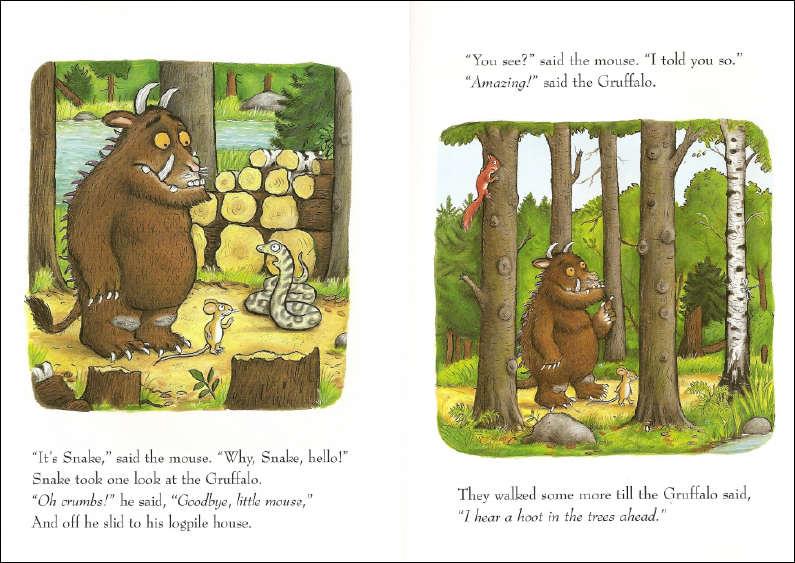 “It’s Snake,” said the mouse. “Why, Snake, hello!”
Snake took one look at the Gruffalo.
“Oh crumbs!” he said, “Goodbye, little mouse,”
And off he slid to his logpile house.
“You see?” said the mouse. “I told you so.”
“Amazing!” said the Gruffalo.
They walked some more till the Gruffalo said,
“I hear a hoot in the trees ahead.”